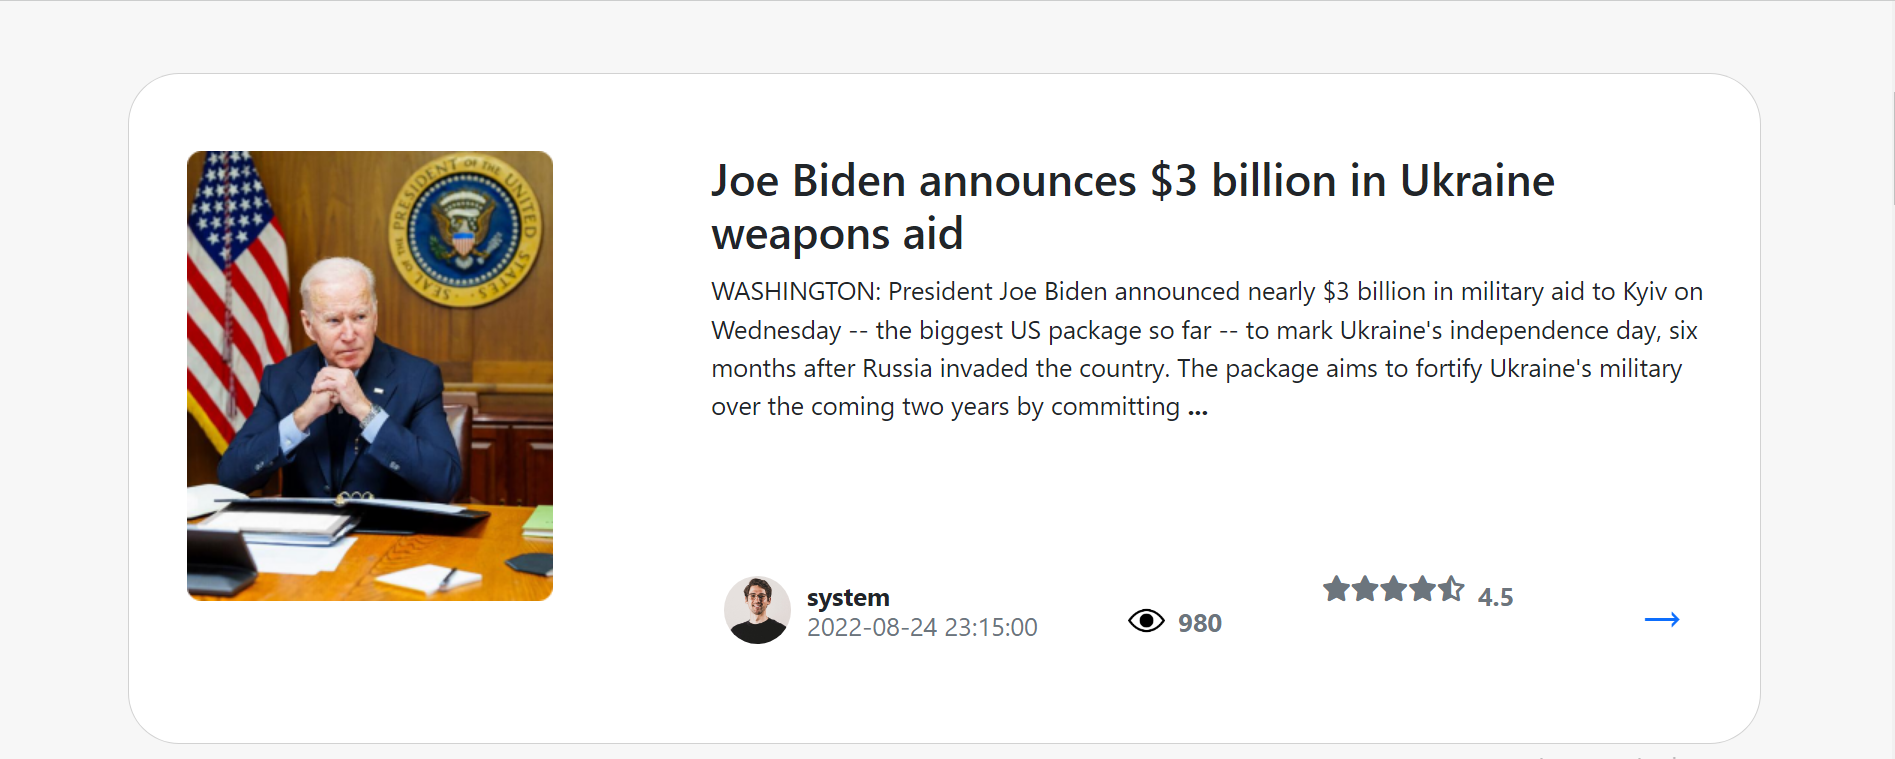 SEAL OF THE PRESIDENT OF THE UNITED STATES
Joe Biden announces $3 billion in Ukraine
weapons aid
WASHINGTON: President Joe Biden announced nearly $3 billion in military aid to Kyiv on
Wednesday -- the biggest US package so far -- to mark Ukraine's independence day, six
months after Russia invaded the country. The package aims to fortify Ukraine's military
over the coming two years by committing ...
system
2022-08-24 23:15:00
980
4.5